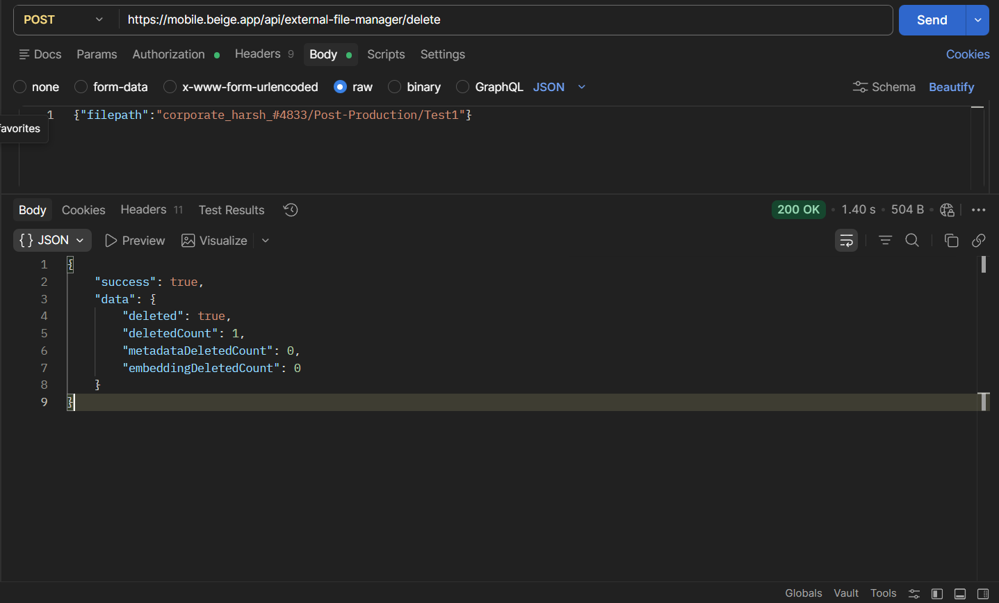 POST https://mobile.beige.app/api/external-file-manager/delete Send
Docs Params Authorization Headers 9 Body Scripts Settings Cookies
none form-data x-www-form-urlencoded raw binary GraphQL JSON Schema Beautify
1 {"filepath":"corporate_harsh_#4833/Post-Production/Test1"}
favorites
Body Cookies Headers 11 Test Results 200 OK • 1.40 s • 504 B •
{} JSON Preview Visualize
1 {
2 "success": true,
3 "data": {
4 "deleted": true,
5 "deletedCount": 1,
6 "metadataDeletedCount": 0,
7 "embeddingDeletedCount": 0
8 }
9 }
Globals Vault Tools